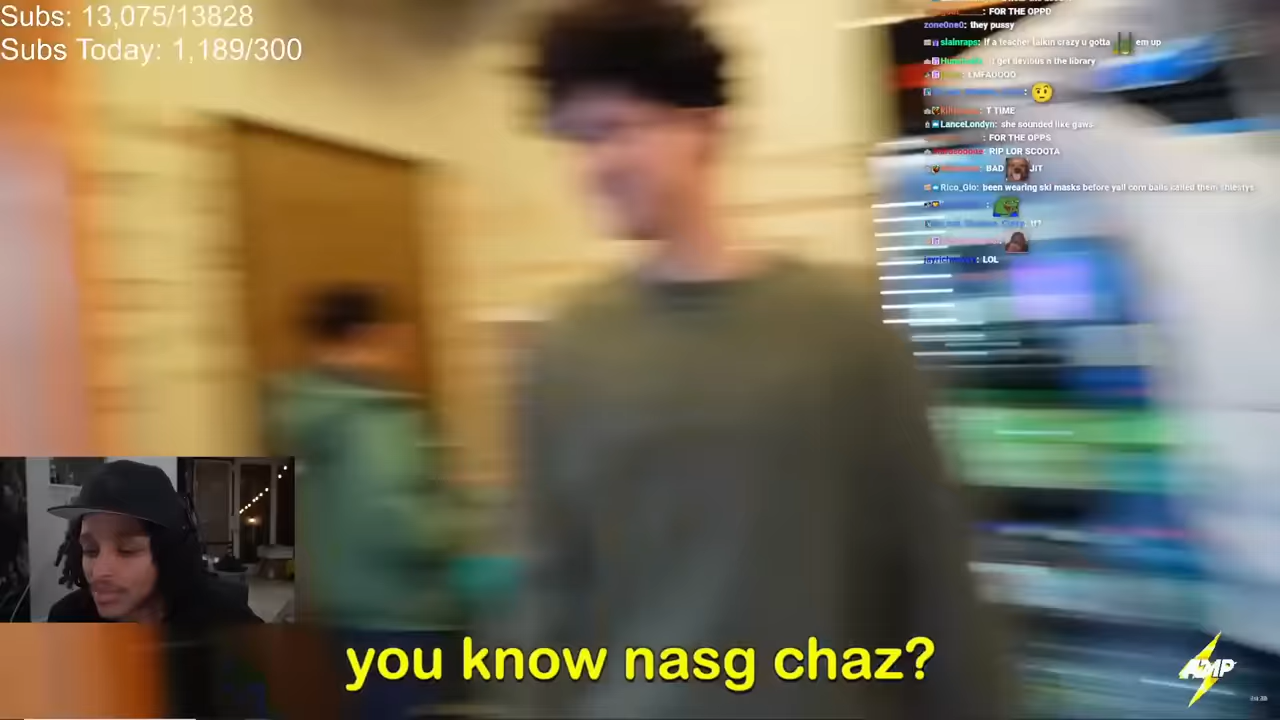 Subs: 13,075/13828
Subs Today: 1,189/300
: FOR THE OPPD
zone0ne0: they pussy
slainraps: If a teacher talkin crazy u gotta em up
I get devious n the library
: LMFAOOOO
T TIME
LanceLondyn: she sounded like gaws
: FOR THE OPPS
: RIP LOR SCOOTA
: BAD JIT
Rico_Glo: been wearing ski masks before yall corn balls called them shiestys
: tf?
: LOL
you know nasg chaz?
AMP